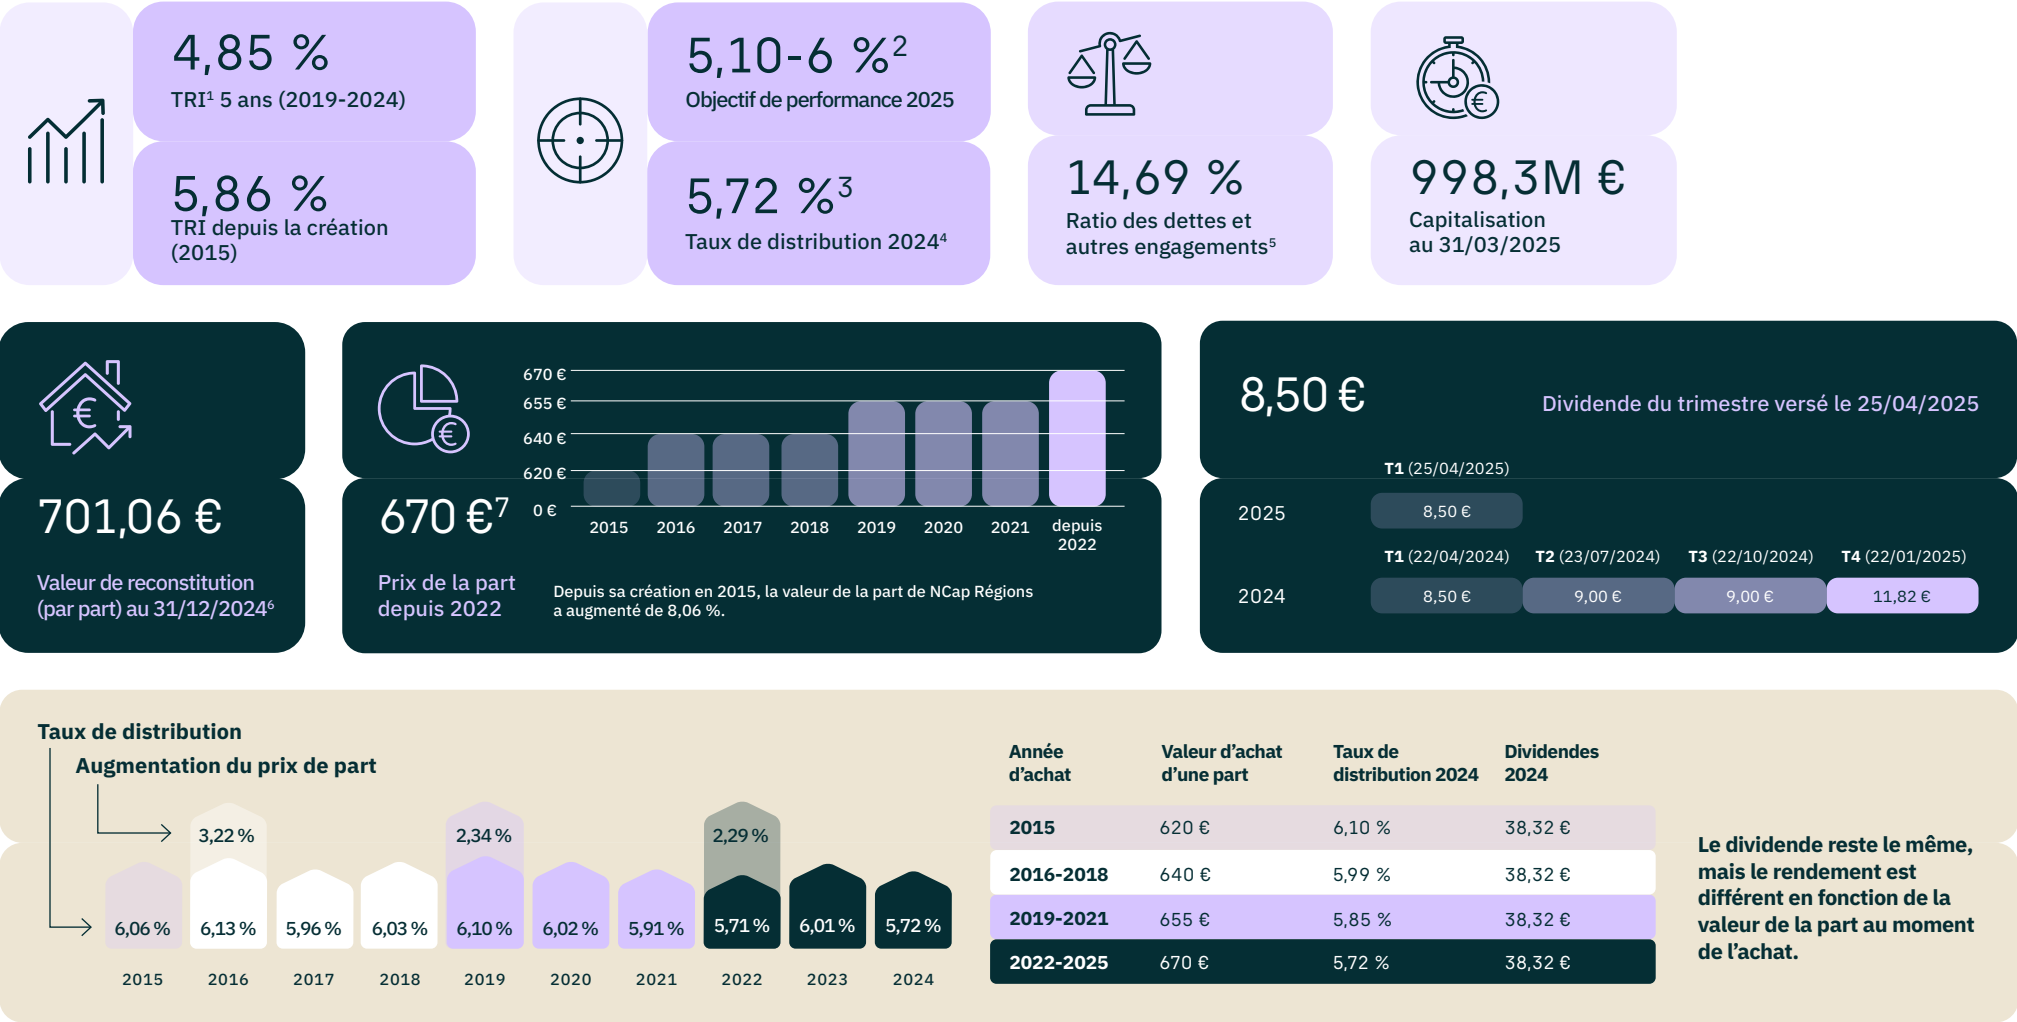 4,85 %
TRI¹ 5 ans (2019-2024)
5,86 %
TRI depuis la création
(2015)
5,10-6 %²
Objectif de performance 2025
5,72 %³
Taux de distribution 2024⁴
14,69 %
Ratio des dettes et
autres engagements⁵
€
998,3M €
Capitalisation
au 31/03/2025
€
701,06 €
Valeur de reconstitution
(par part) au 31/12/2024⁶
€
670 €⁷
Prix de la part
depuis 2022
670 €
655 €
640 €
620 €
0 €
2015 2016 2017 2018 2019 2020 2021 depuis
2022
Depuis sa création en 2015, la valeur de la part de NCap Régions
a augmenté de 8,06 %.
8,50 €
Dividende du trimestre versé le 25/04/2025
T1 (25/04/2025)
2025 8,50 €
T1 (22/04/2024) T2 (23/07/2024) T3 (22/10/2024) T4 (22/01/2025)
2024 8,50 € 9,00 € 9,00 € 11,82 €
Taux de distribution
Augmentation du prix de part
3,22 % 2,34 % 2,29 %
6,06 % 6,13 % 5,96 % 6,03 % 6,10 % 6,02 % 5,91 % 5,71 % 6,01 % 5,72 %
2015 2016 2017 2018 2019 2020 2021 2022 2023 2024
Année Valeur d’achat Taux de Dividendes
d’achat d’une part distribution 2024 2024
2015 620 € 6,10 % 38,32 €
2016-2018 640 € 5,99 % 38,32 €
2019-2021 655 € 5,85 % 38,32 €
2022-2025 670 € 5,72 % 38,32 €
Le dividende reste le même,
mais le rendement est
différent en fonction de la
valeur de la part au moment
de l’achat.